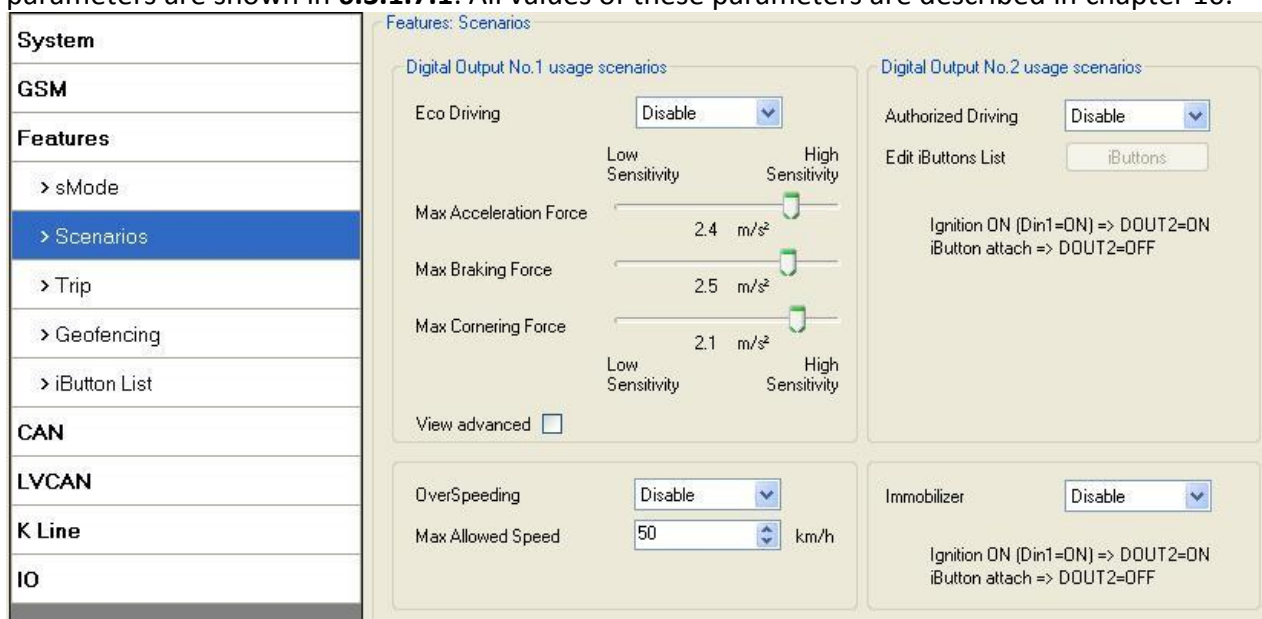 parameters are shown in 6.3.1.7.1. All values of these parameters are described in chapter 10.
System
GSM
Features
> sMode
> Scenarios
> Trip
> Geofencing
> iButton List
CAN
LVCAN
K Line
IO
Features: Scenarios
Digital Output No.1 usage scenarios
Eco Driving Disable
Low High
Sensitivity Sensitivity
Max Acceleration Force
2.4 m/s²
Max Braking Force
2.5 m/s²
Max Cornering Force
2.1 m/s²
Low High
Sensitivity Sensitivity
View advanced
OverSpeeding Disable
Max Allowed Speed 50 km/h
Digital Output No.2 usage scenarios
Authorized Driving Disable
Edit iButtons List iButtons
Ignition ON (Din1=ON) => DOUT2=ON
iButton attach => DOUT2=OFF
Immobilizer Disable
Ignition ON (Din1=ON) => DOUT2=ON
iButton attach => DOUT2=OFF